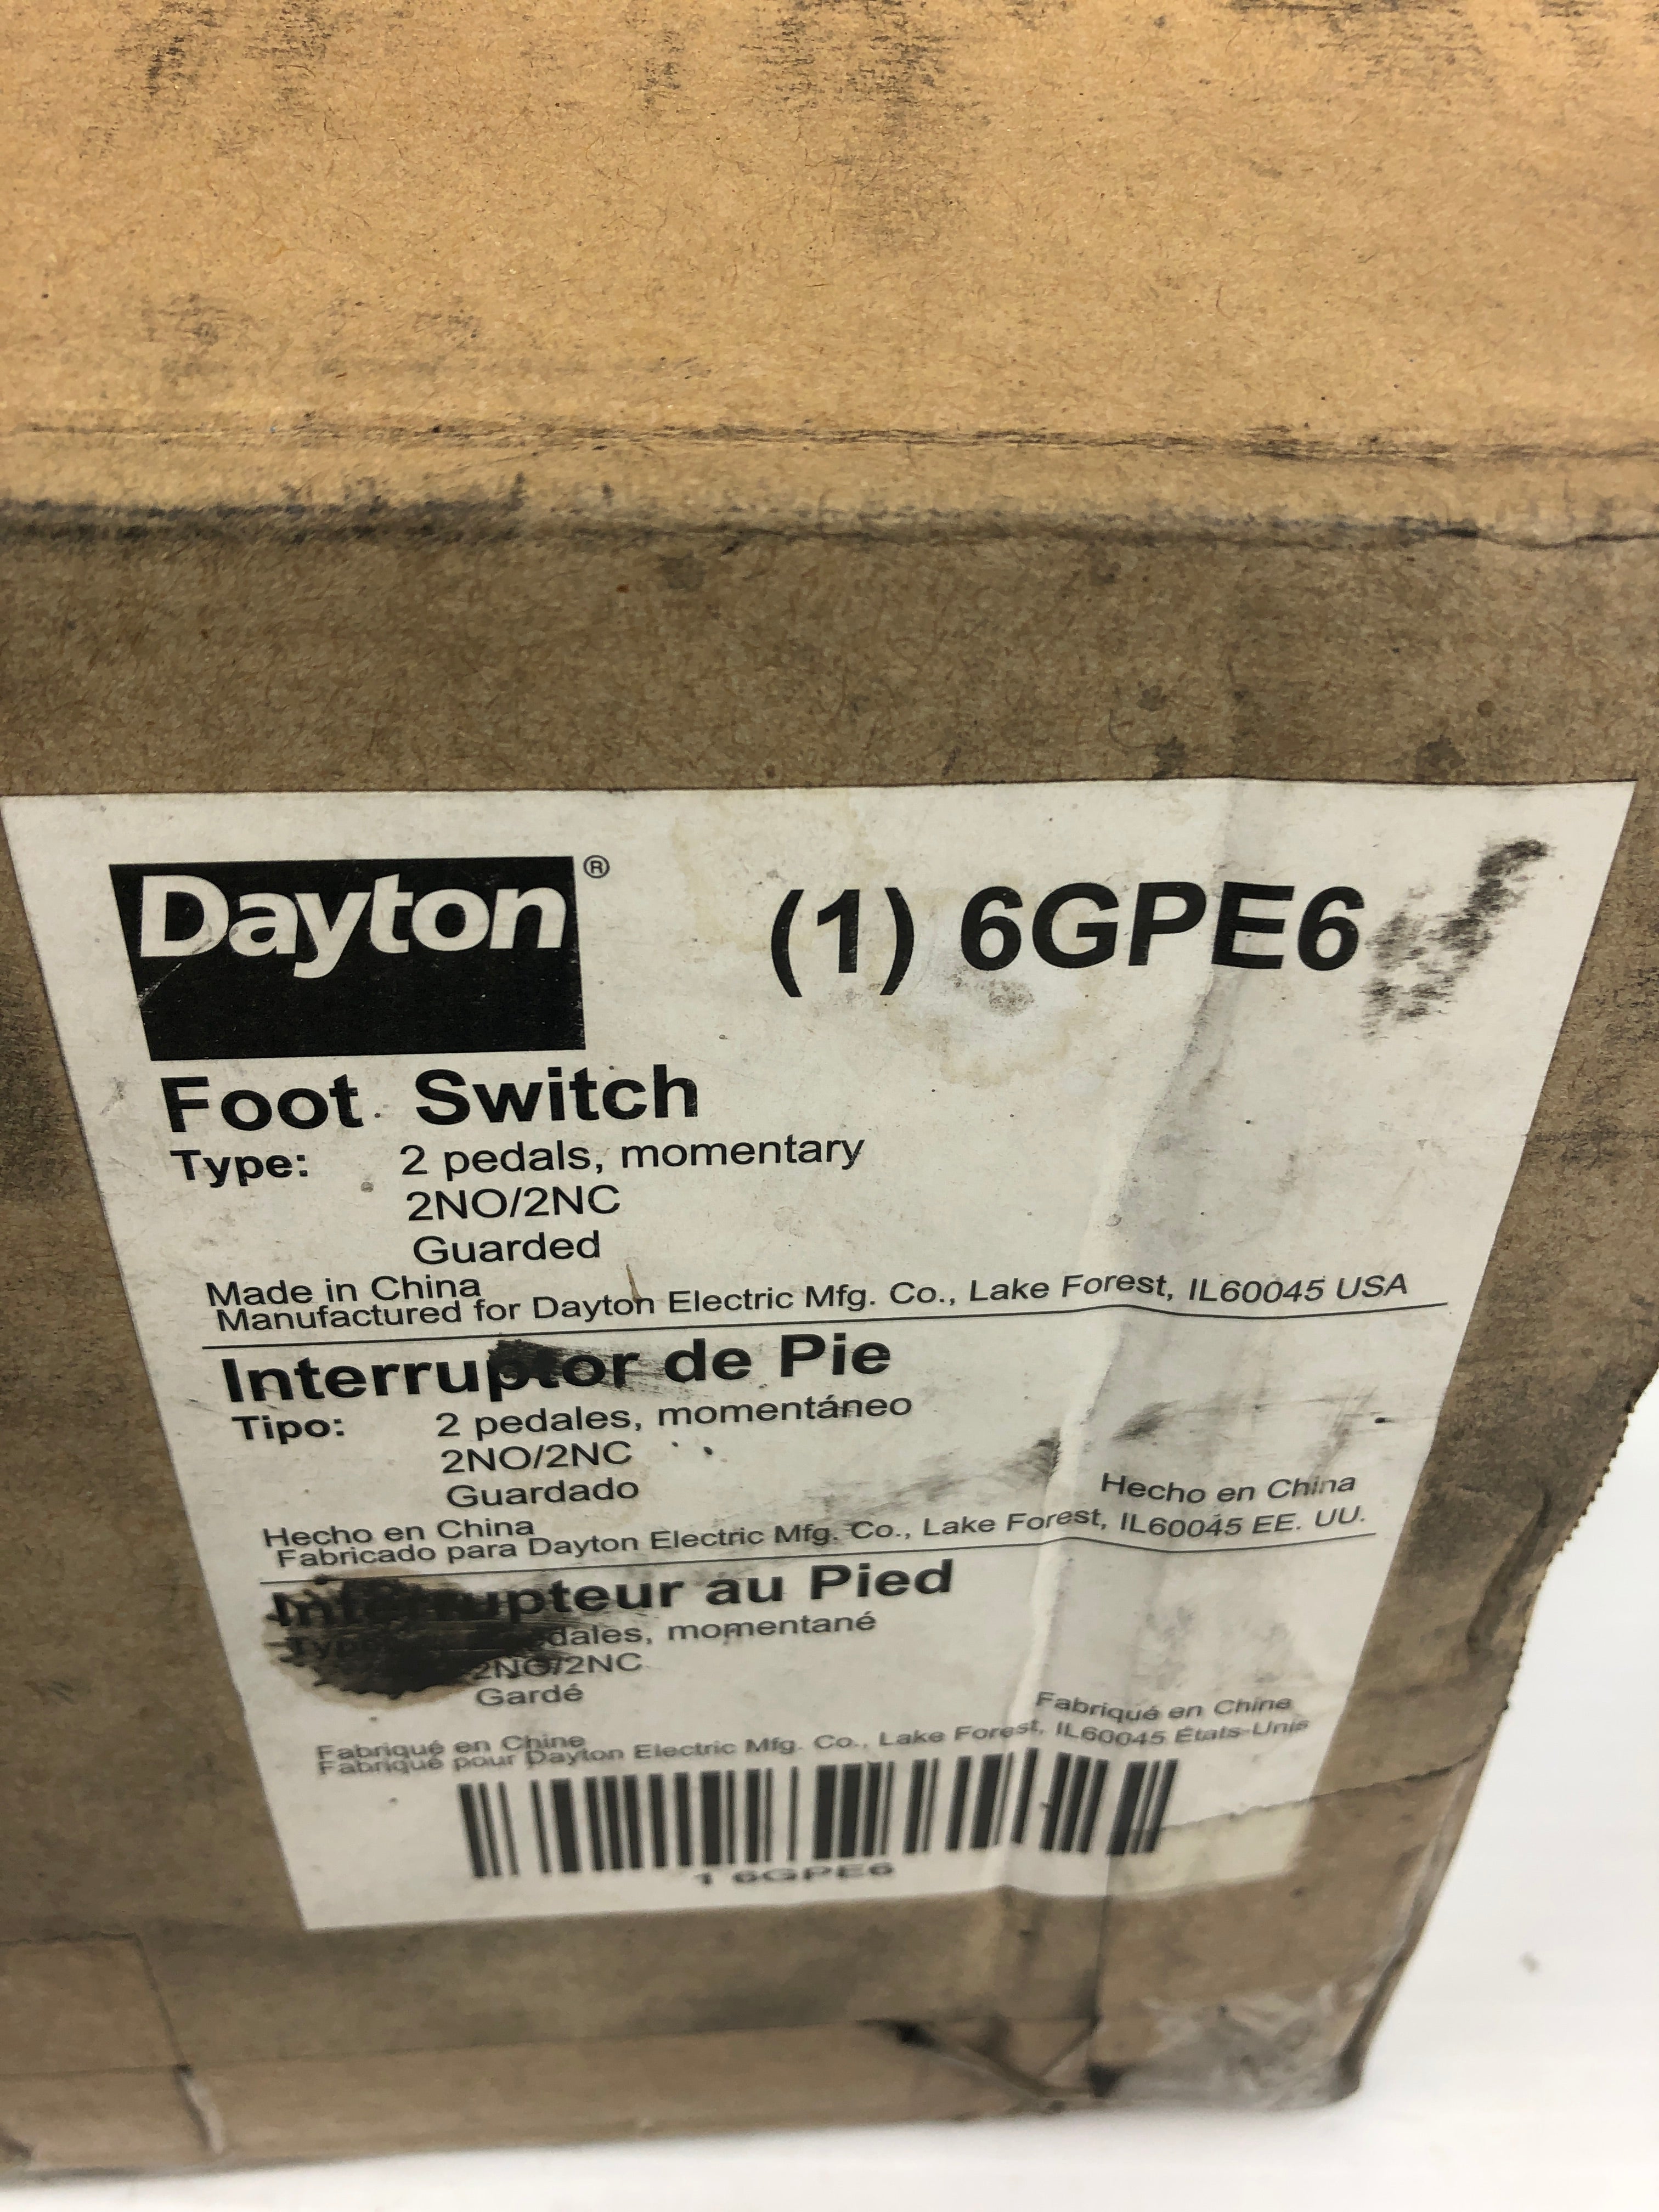 Dayton®
(1) 6GPE6
Foot Switch
Type: 2 pedals, momentary
2NO/2NC
Guarded
Made in China
Manufactured for Dayton Electric Mfg. Co., Lake Forest, IL60045 USA
Interruptor de Pie
Tipo: 2 pedales, momentáneo
2NO/2NC
Guardado
Hecho en China
Hecho en China
Fabricado para Dayton Electric Mfg. Co., Lake Forest, IL60045 EE. UU.
Interrupteur au Pied
momentané
2NO/2NC
Gardé
Fabriqué en Chine
Fabriqué en Chine
Fabriqué pour Dayton Electric Mfg. Co., Lake Forest, IL60045 États-Unis
1 6GPE6